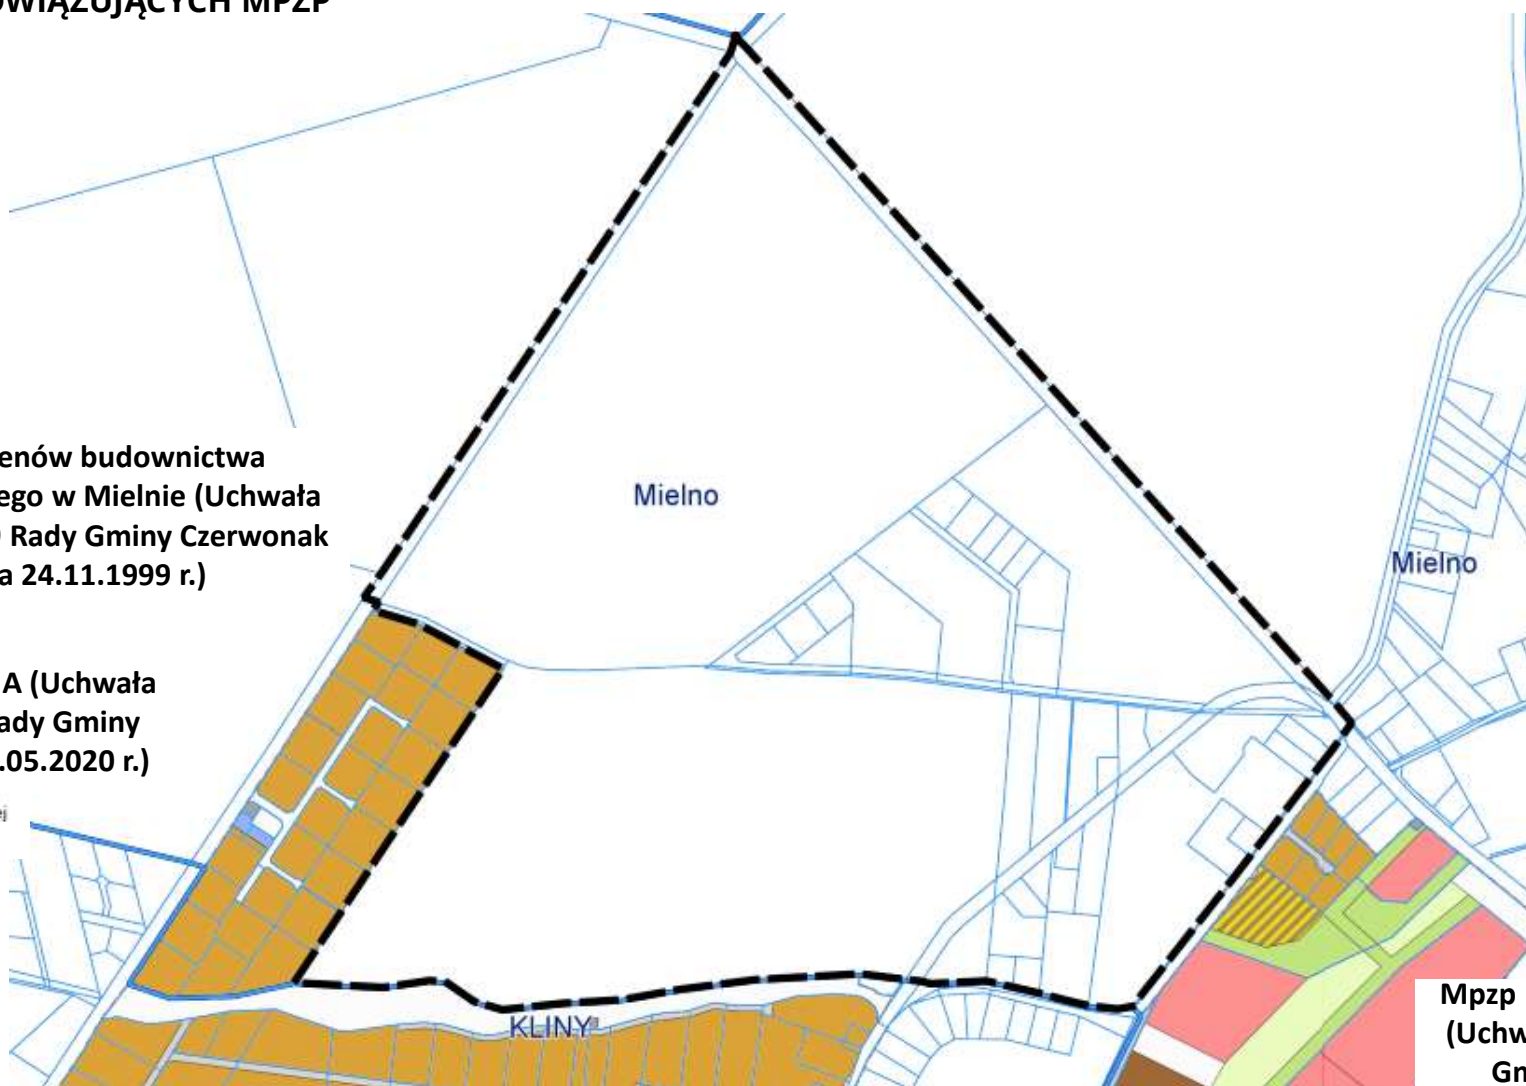 OWIĄZUJĄCYCH MPZP
enów budownictwa
ego w Mielnie (Uchwała
Rady Gminy Czerwonak
a 24.11.1999 r.)
Mielno
Mielno
A (Uchwała
ady Gminy
.05.2020 r.)
ej
KLINY
Mpzp
(Uchw
Gm